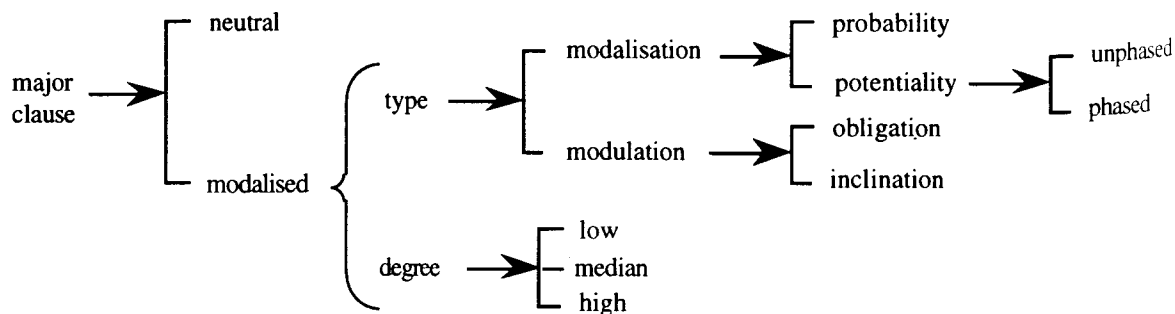 major
clause
neutral
modalised
type
degree
modalisation
modulation
low
median
high
probability
potentiality
obligation
inclination
unphased
phased